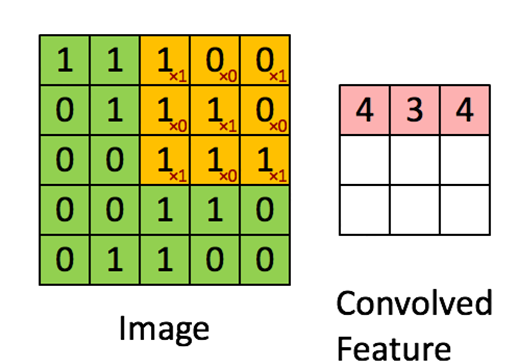 1 1 1×1 0×0 0×1
0 1 1×0 1×1 0×0
0 0 1×1 1×0 1×1
0 0 1 1 0
0 1 1 0 0
Image
4 3 4
Convolved
Feature